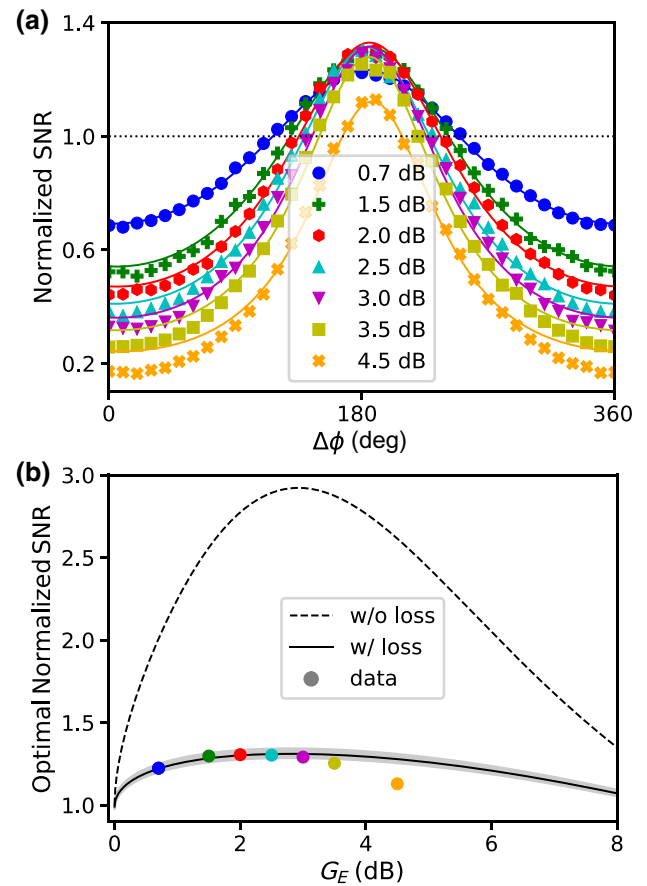 (a)
1.4
1.0
0.6
0.2
Normalized SNR
0.7 dB
1.5 dB
2.0 dB
2.5 dB
3.0 dB
3.5 dB
4.5 dB
0
180
360
Δϕ (deg)
(b)
3.0
2.5
2.0
1.5
1.0
Optimal Normalized SNR
w/o loss
w/ loss
data
0
2
4
6
8
G_E (dB)